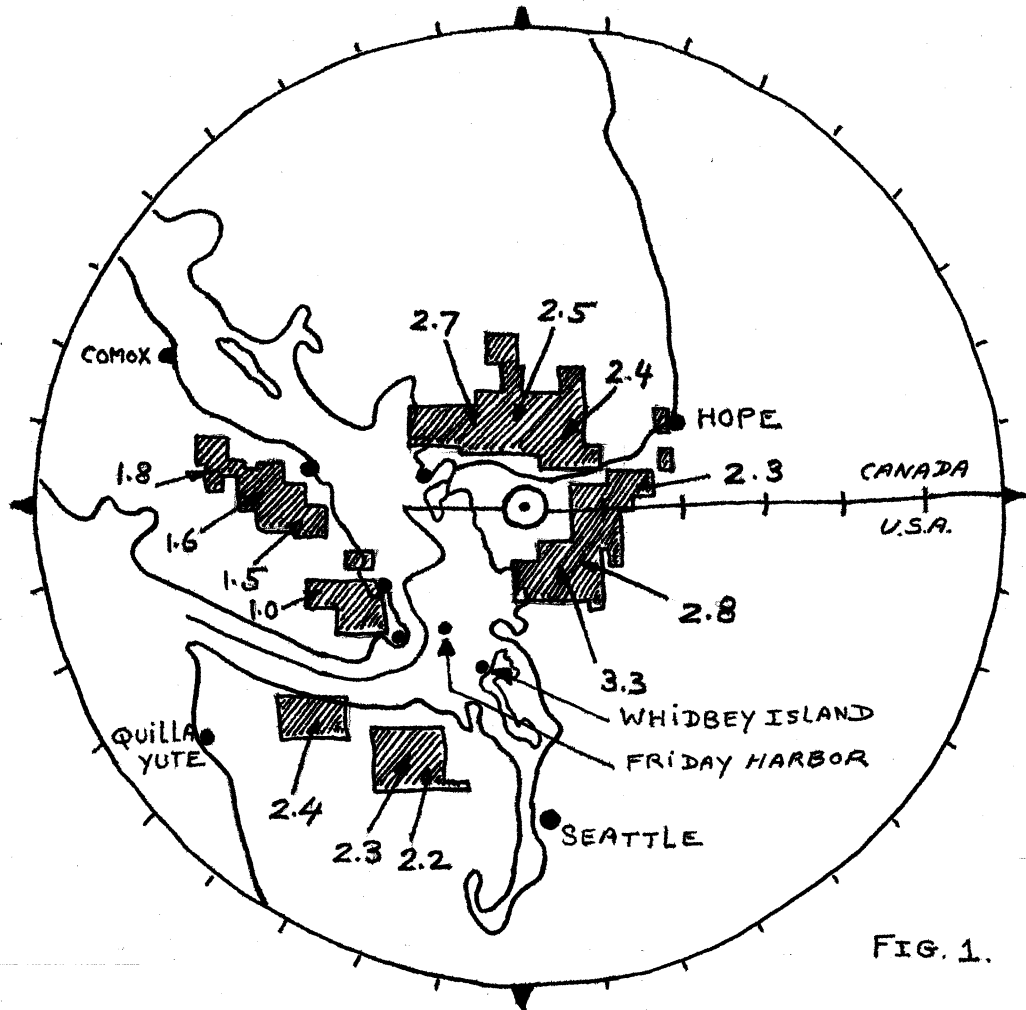 2.7
2.5
2.4
COMOX
HOPE
1.8
2.3
CANADA
U.S.A.
1.6
1.5
1.0
2.8
3.3
WHIDBEY ISLAND
QUILLA
YUTE
FRIDAY HARBOR
2.4
2.3
2.2
SEATTLE
FIG. 1.